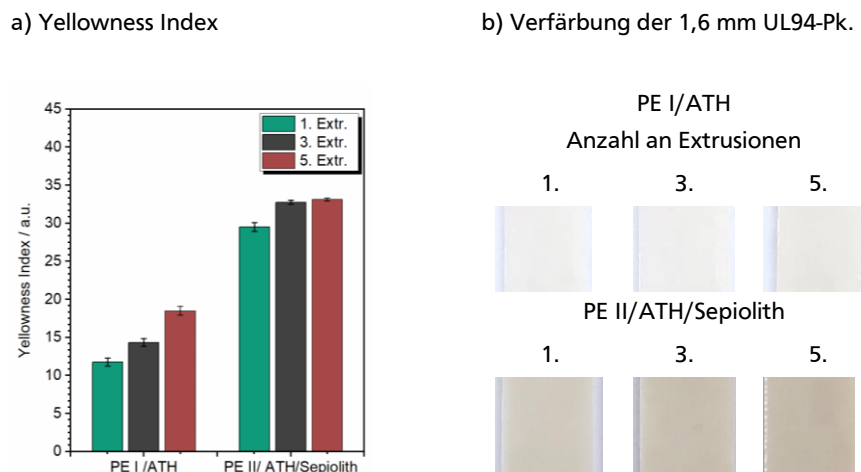 a) Yellowness Index
b) Verfärbung der 1,6 mm UL94-Pk.
45
40
35
30
25
20
15
10
5
0
Yellowness Index / a.u.
1. Extr.
3. Extr.
5. Extr.
PE I /ATH
PE II/ ATH/Sepiolith
PE I/ATH
Anzahl an Extrusionen
1. 3. 5.
PE II/ATH/Sepiolith
1. 3. 5.